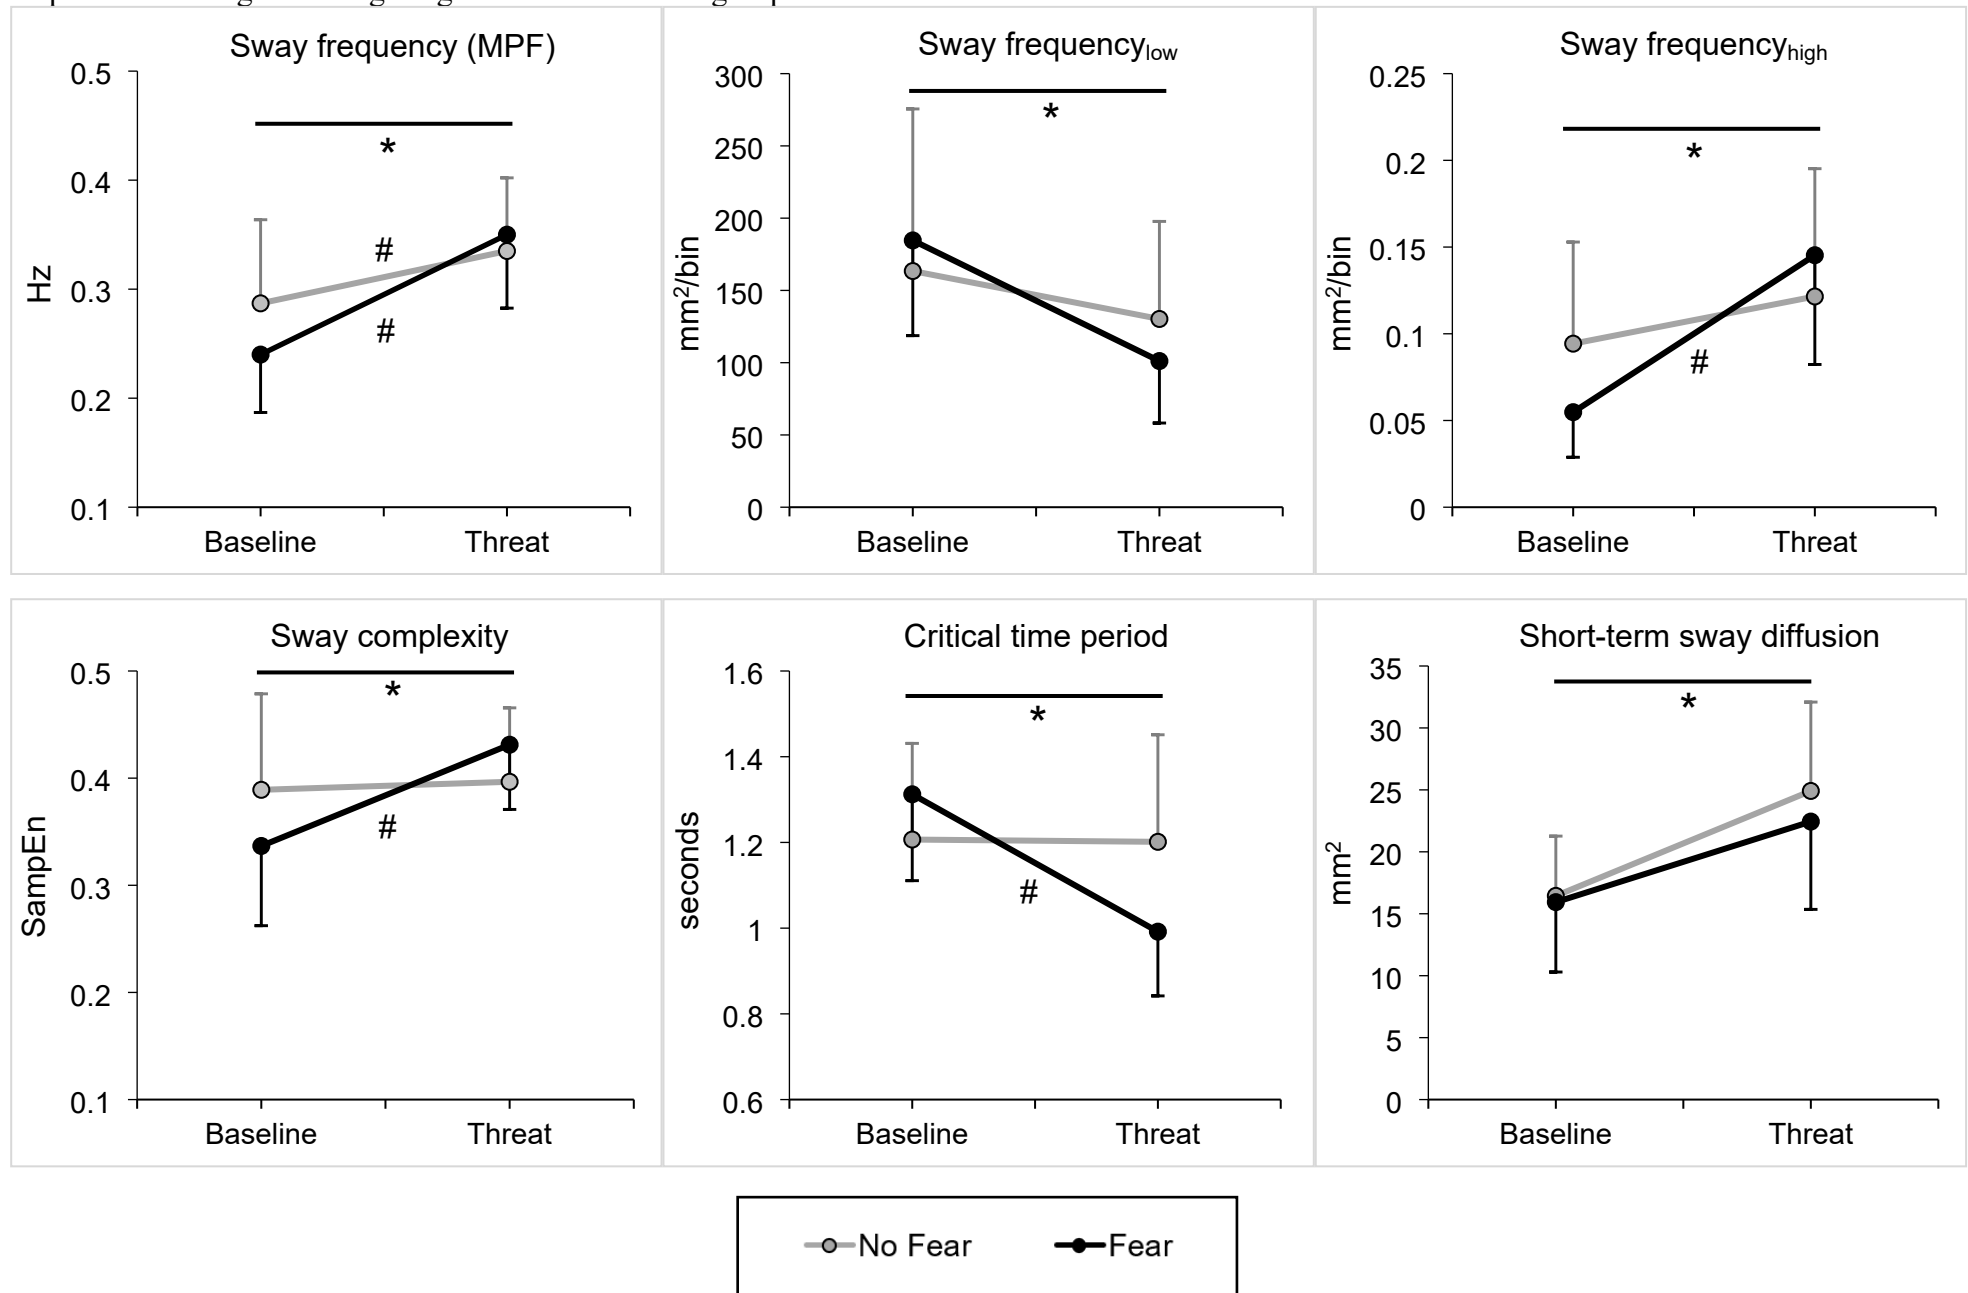 Sway frequency (MPF)
0.5
0.4
0.3
0.2
0.1
Hz
*
#
#
Baseline Threat
Sway frequencylow
300
250
200
150
100
50
0
mm2/bin
*
Baseline Threat
Sway frequencyhigh
0.25
0.2
0.15
0.1
0.05
0
mm2/bin
*
#
Baseline Threat
Sway complexity
0.5
0.4
0.3
0.2
0.1
SampEn
*
#
Baseline Threat
Critical time period
1.6
1.4
1.2
1
0.8
0.6
seconds
*
#
Baseline Threat
Short-term sway diffusion
35
30
25
20
15
10
5
0
mm2
*
Baseline Threat
No Fear Fear